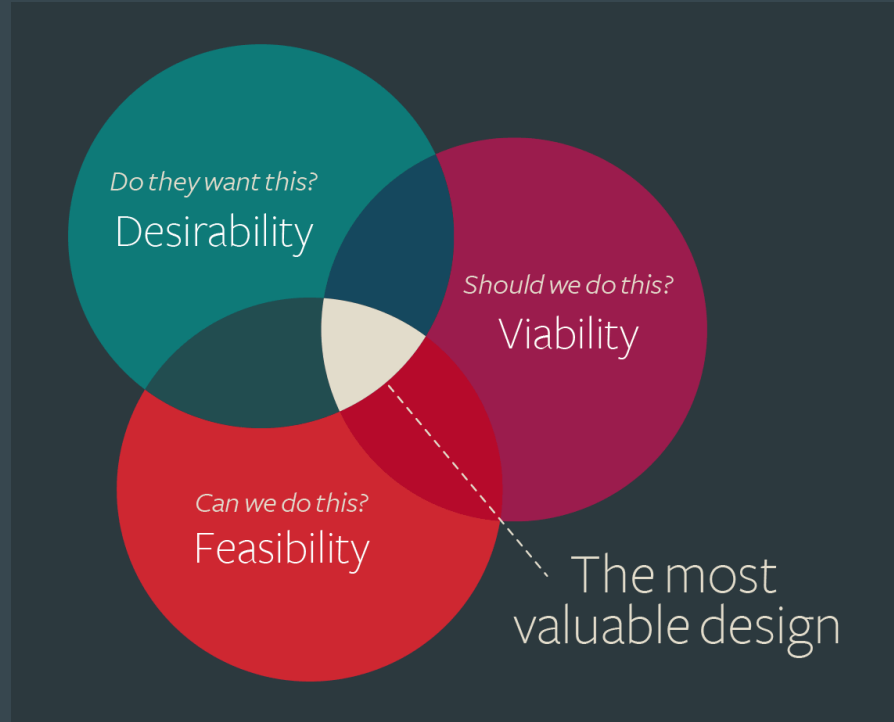 Do they want this?
Desirability
Should we do this?
Viability
Can we do this?
Feasibility
The most
valuable design